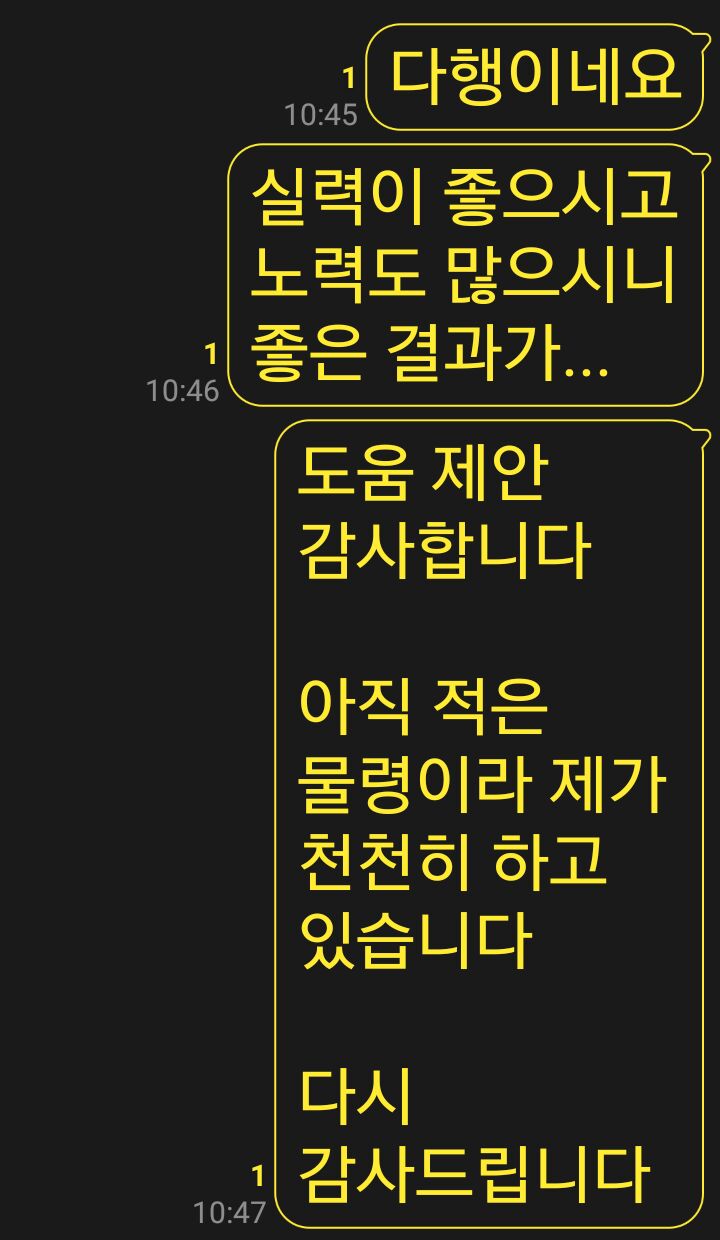 다행이네요
1
10:45
실력이 좋으시고
노력도 많으시니
좋은 결과가...
1
10:46
도움 제안
감사합니다
아직 적은
물령이라 제가
천천히 하고
있습니다
다시
감사드립니다
1
10:47